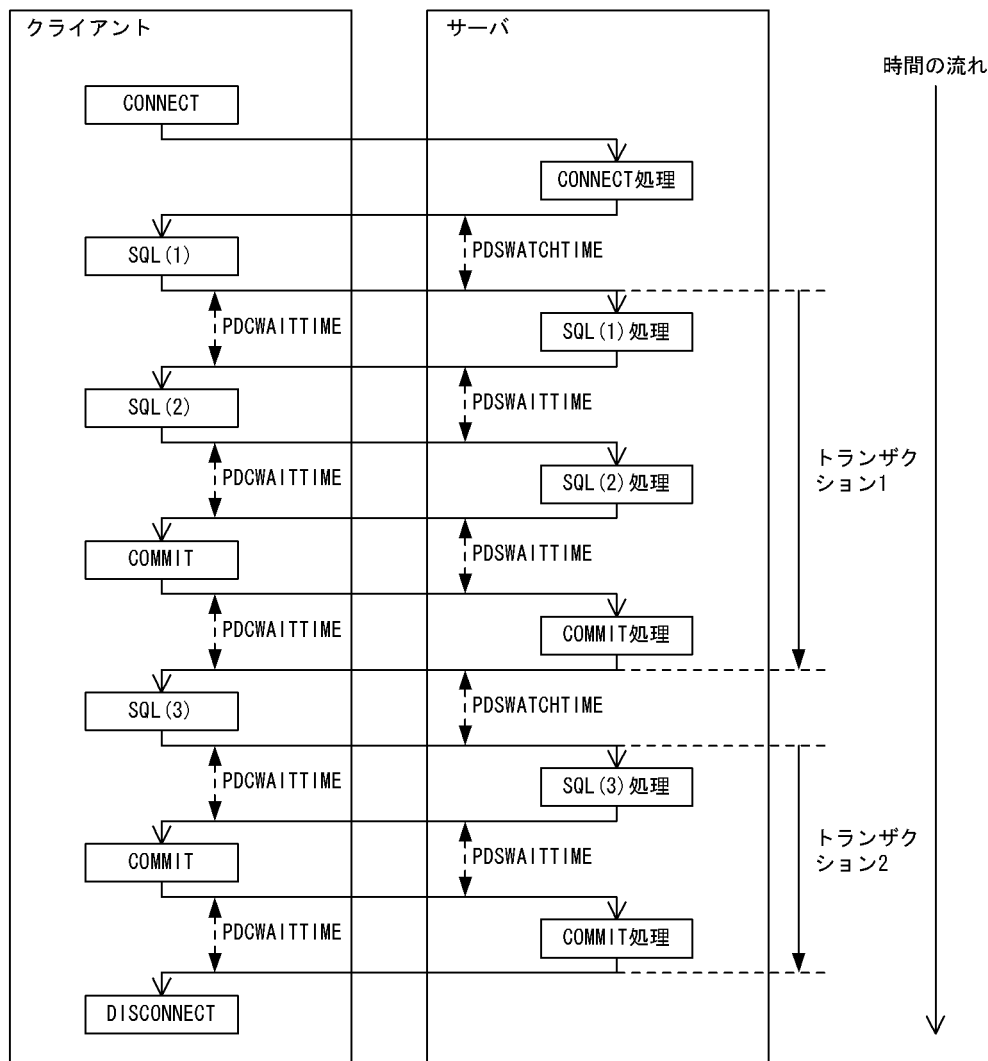 クライアント
サーバ
時間の流れ
CONNECT
CONNECT処理
SQL(1)
PDSWATCHTIME
PDCWAITTIME
SQL(1)処理
SQL(2)
PDSWAITTIME
PDCWAITTIME
SQL(2)処理
トランザク
ション1
COMMIT
PDSWAITTIME
PDCWAITTIME
COMMIT処理
SQL(3)
PDSWATCHTIME
PDCWAITTIME
SQL(3)処理
COMMIT
PDSWAITTIME
トランザク
ション2
PDCWAITTIME
COMMIT処理
DISCONNECT